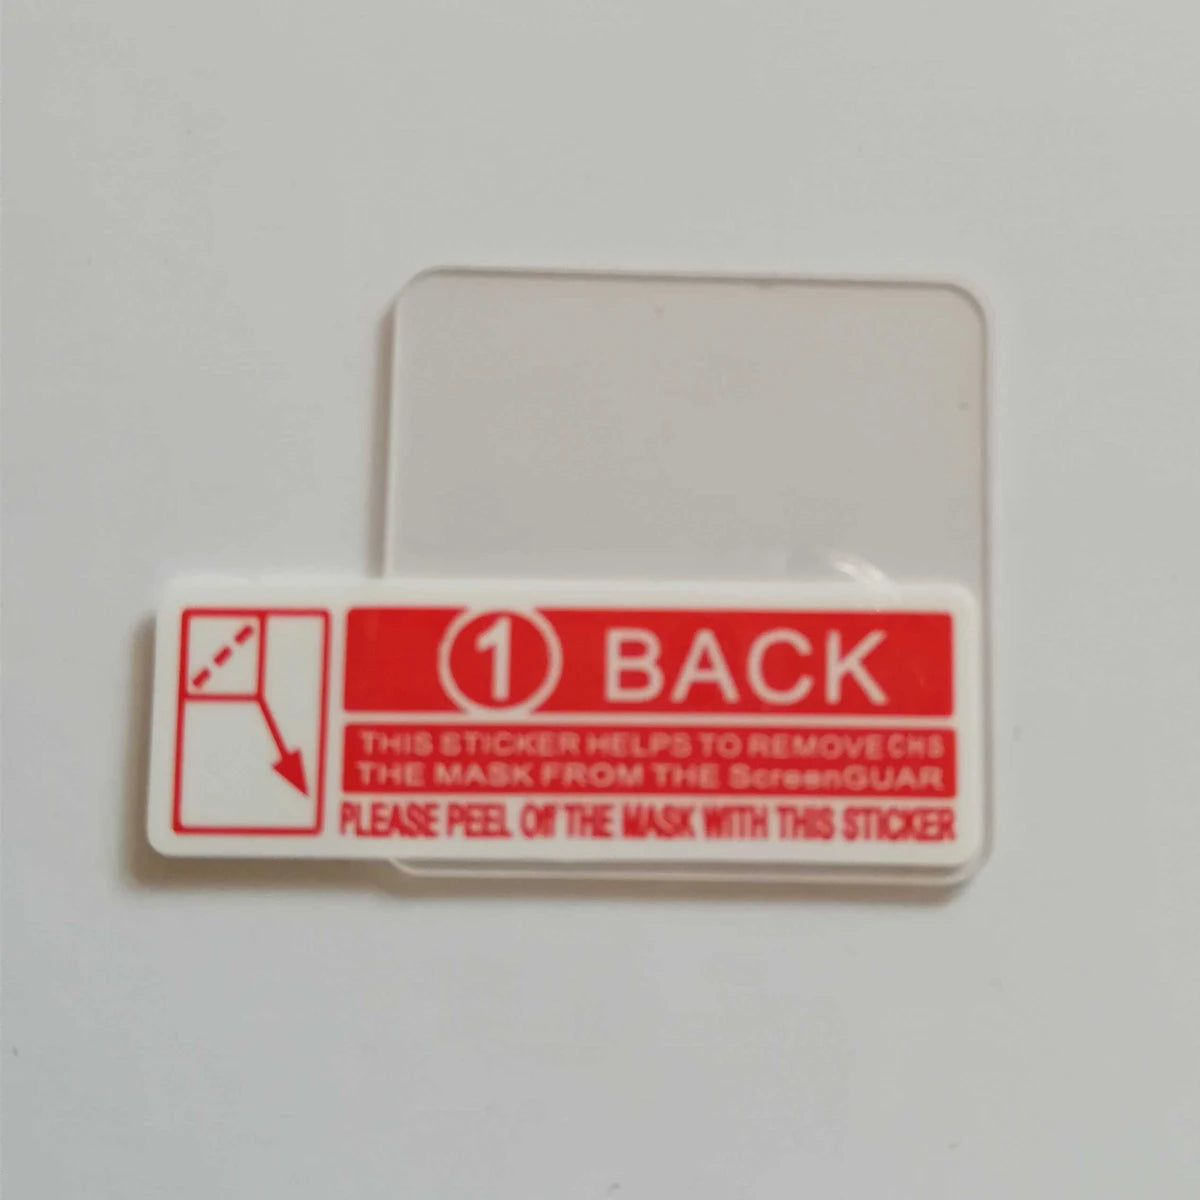 1 BACK
THIS STICKER HELPS TO REMOVE CHS
THE MASK FROM THE ScreenGUAR
PLEASE PEEL Off THE MASK WITH THIS STICKER